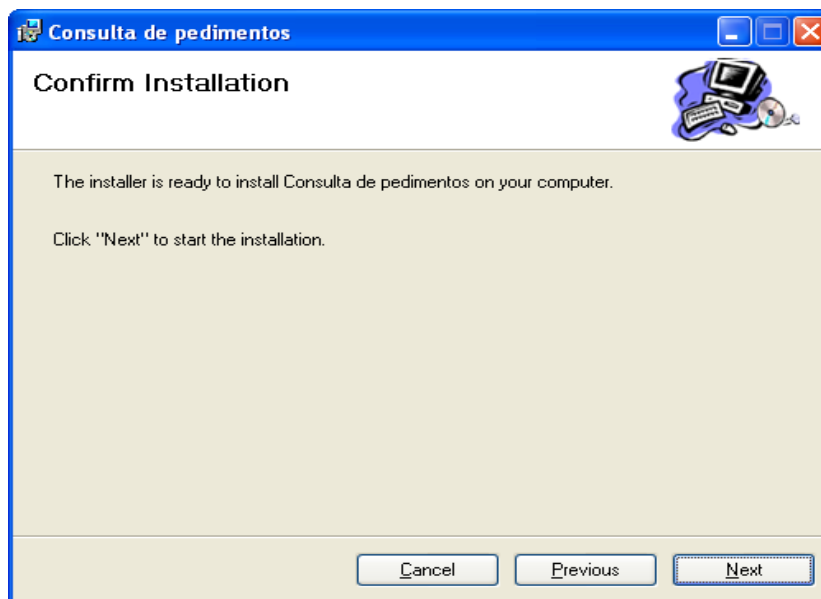 Consulta de pedimentos
Confirm Installation
The installer is ready to install Consulta de pedimentos on your computer.
Click "Next" to start the installation.
Cancel Previous Next